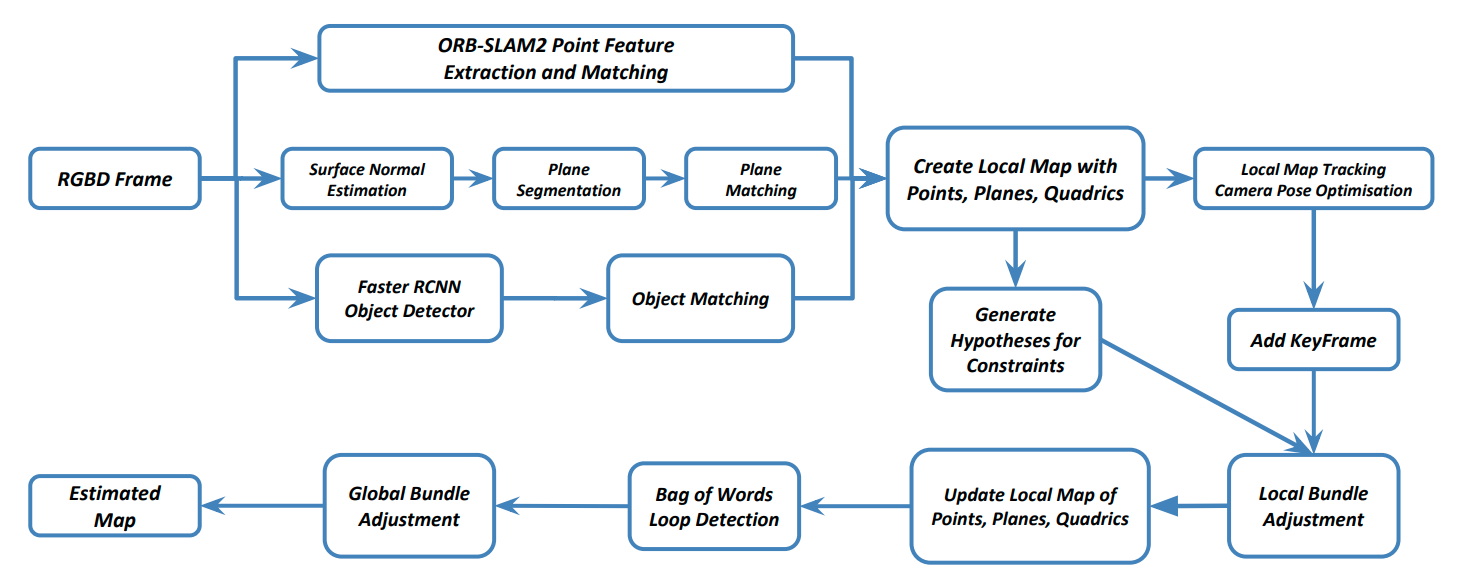 ORB-SLAM2 Point Feature
Extraction and Matching
RGBD Frame
Surface Normal
Estimation
Plane
Segmentation
Plane
Matching
Create Local Map with
Points, Planes, Quadrics
Local Map Tracking
Camera Pose Optimisation
Faster RCNN
Object Detector
Object Matching
Generate
Hypotheses for
Constraints
Add KeyFrame
Estimated
Map
Global Bundle
Adjustment
Bag of Words
Loop Detection
Update Local Map of
Points, Planes, Quadrics
Local Bundle
Adjustment